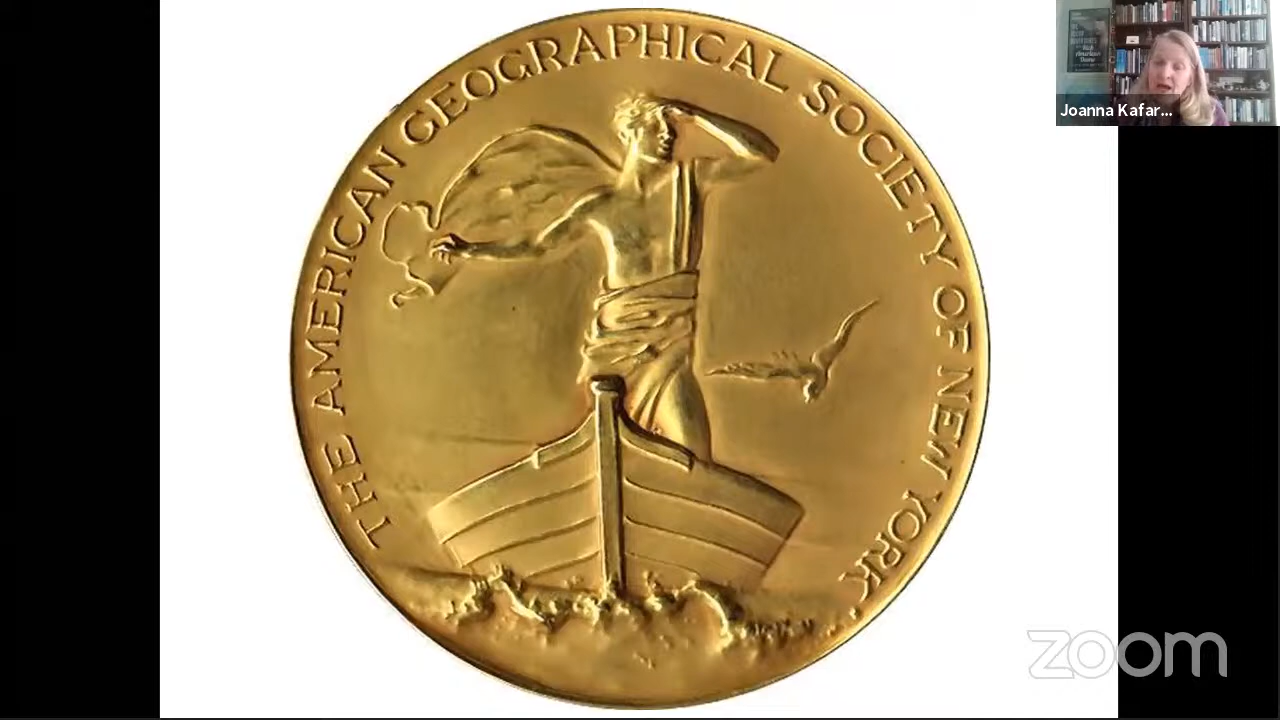 THE AMERICAN GEOGRAPHICAL SOCIETY OF NEW YORK
Joanna Kafar...
zoom